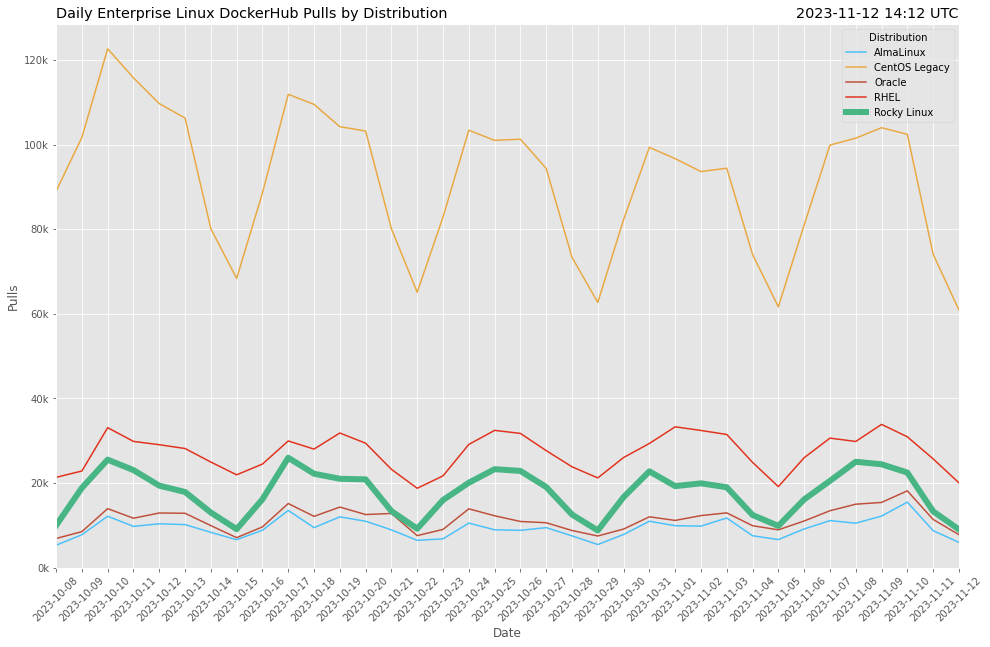 Daily Enterprise Linux DockerHub Pulls by Distribution
2023-11-12 14:12 UTC
Distribution
AlmaLinux
CentOS Legacy
Oracle
RHEL
Rocky Linux
120k
100k
80k
60k
40k
20k
0k
Pulls
2023-10-08
2023-10-09
2023-10-10
2023-10-11
2023-10-12
2023-10-13
2023-10-14
2023-10-15
2023-10-16
2023-10-17
2023-10-18
2023-10-19
2023-10-20
2023-10-21
2023-10-22
2023-10-23
2023-10-24
2023-10-25
2023-10-26
2023-10-27
2023-10-28
2023-10-29
2023-10-30
2023-10-31
2023-11-01
2023-11-02
2023-11-03
2023-11-04
2023-11-05
2023-11-06
2023-11-07
2023-11-08
2023-11-09
2023-11-10
2023-11-11
2023-11-12
Date